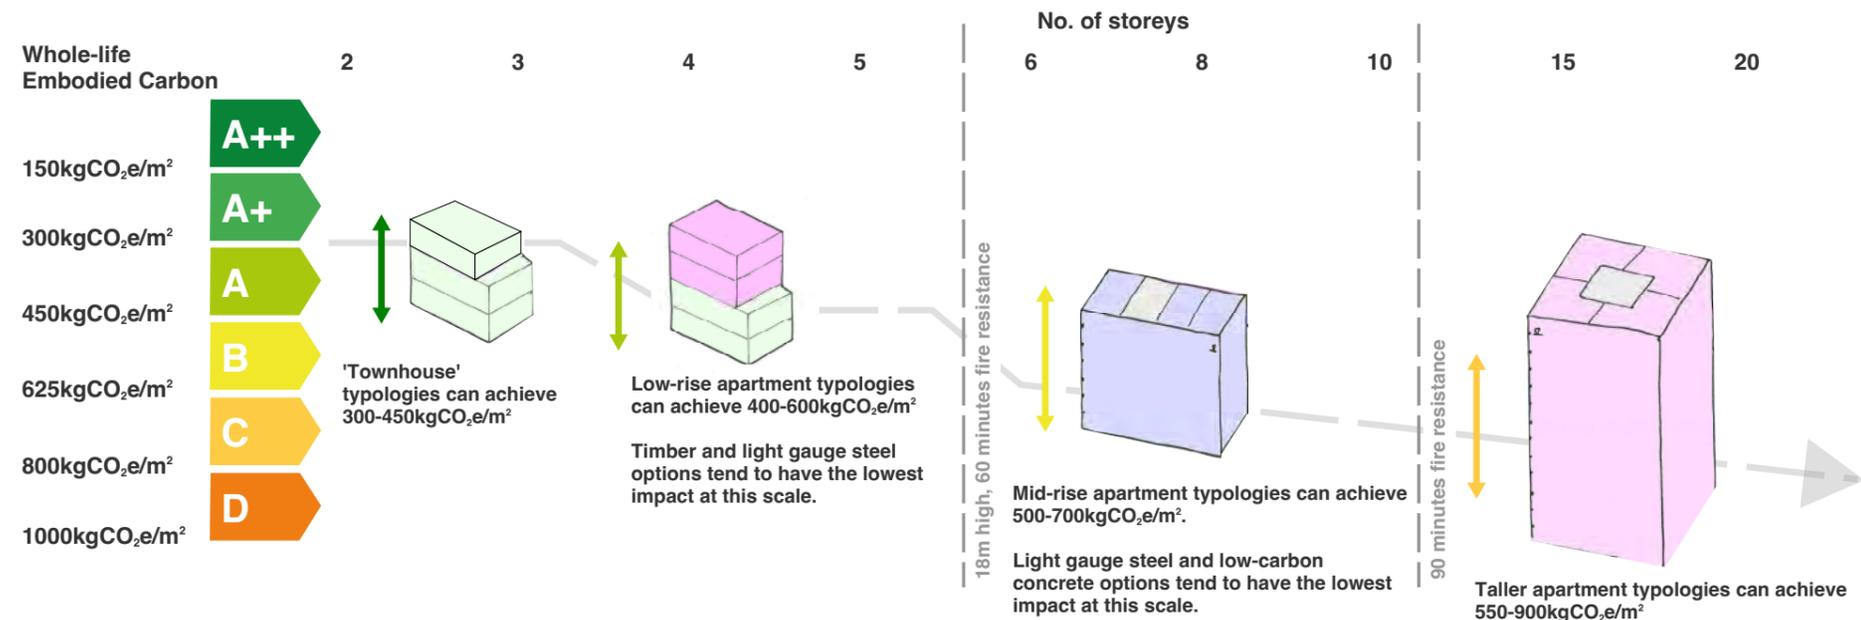 No. of storeys
Whole-life
Embodied Carbon
2 3 4 5 6 8 10 15 20
A++
150kgCO₂e/m²
A+
300kgCO₂e/m²
A
450kgCO₂e/m²
B
625kgCO₂e/m²
C
800kgCO₂e/m²
D
1000kgCO₂e/m²
'Townhouse'
typologies can achieve
300-450kgCO₂e/m²
Low-rise apartment typologies
can achieve 400-600kgCO₂e/m²
Timber and light gauge steel
options tend to have the lowest
impact at this scale.
18m high, 60 minutes fire resistance
Mid-rise apartment typologies can achieve
500-700kgCO₂e/m².
Light gauge steel and low-carbon
concrete options tend to have the lowest
impact at this scale.
90 minutes fire resistance
Taller apartment typologies can achieve
550-900kgCO₂e/m²